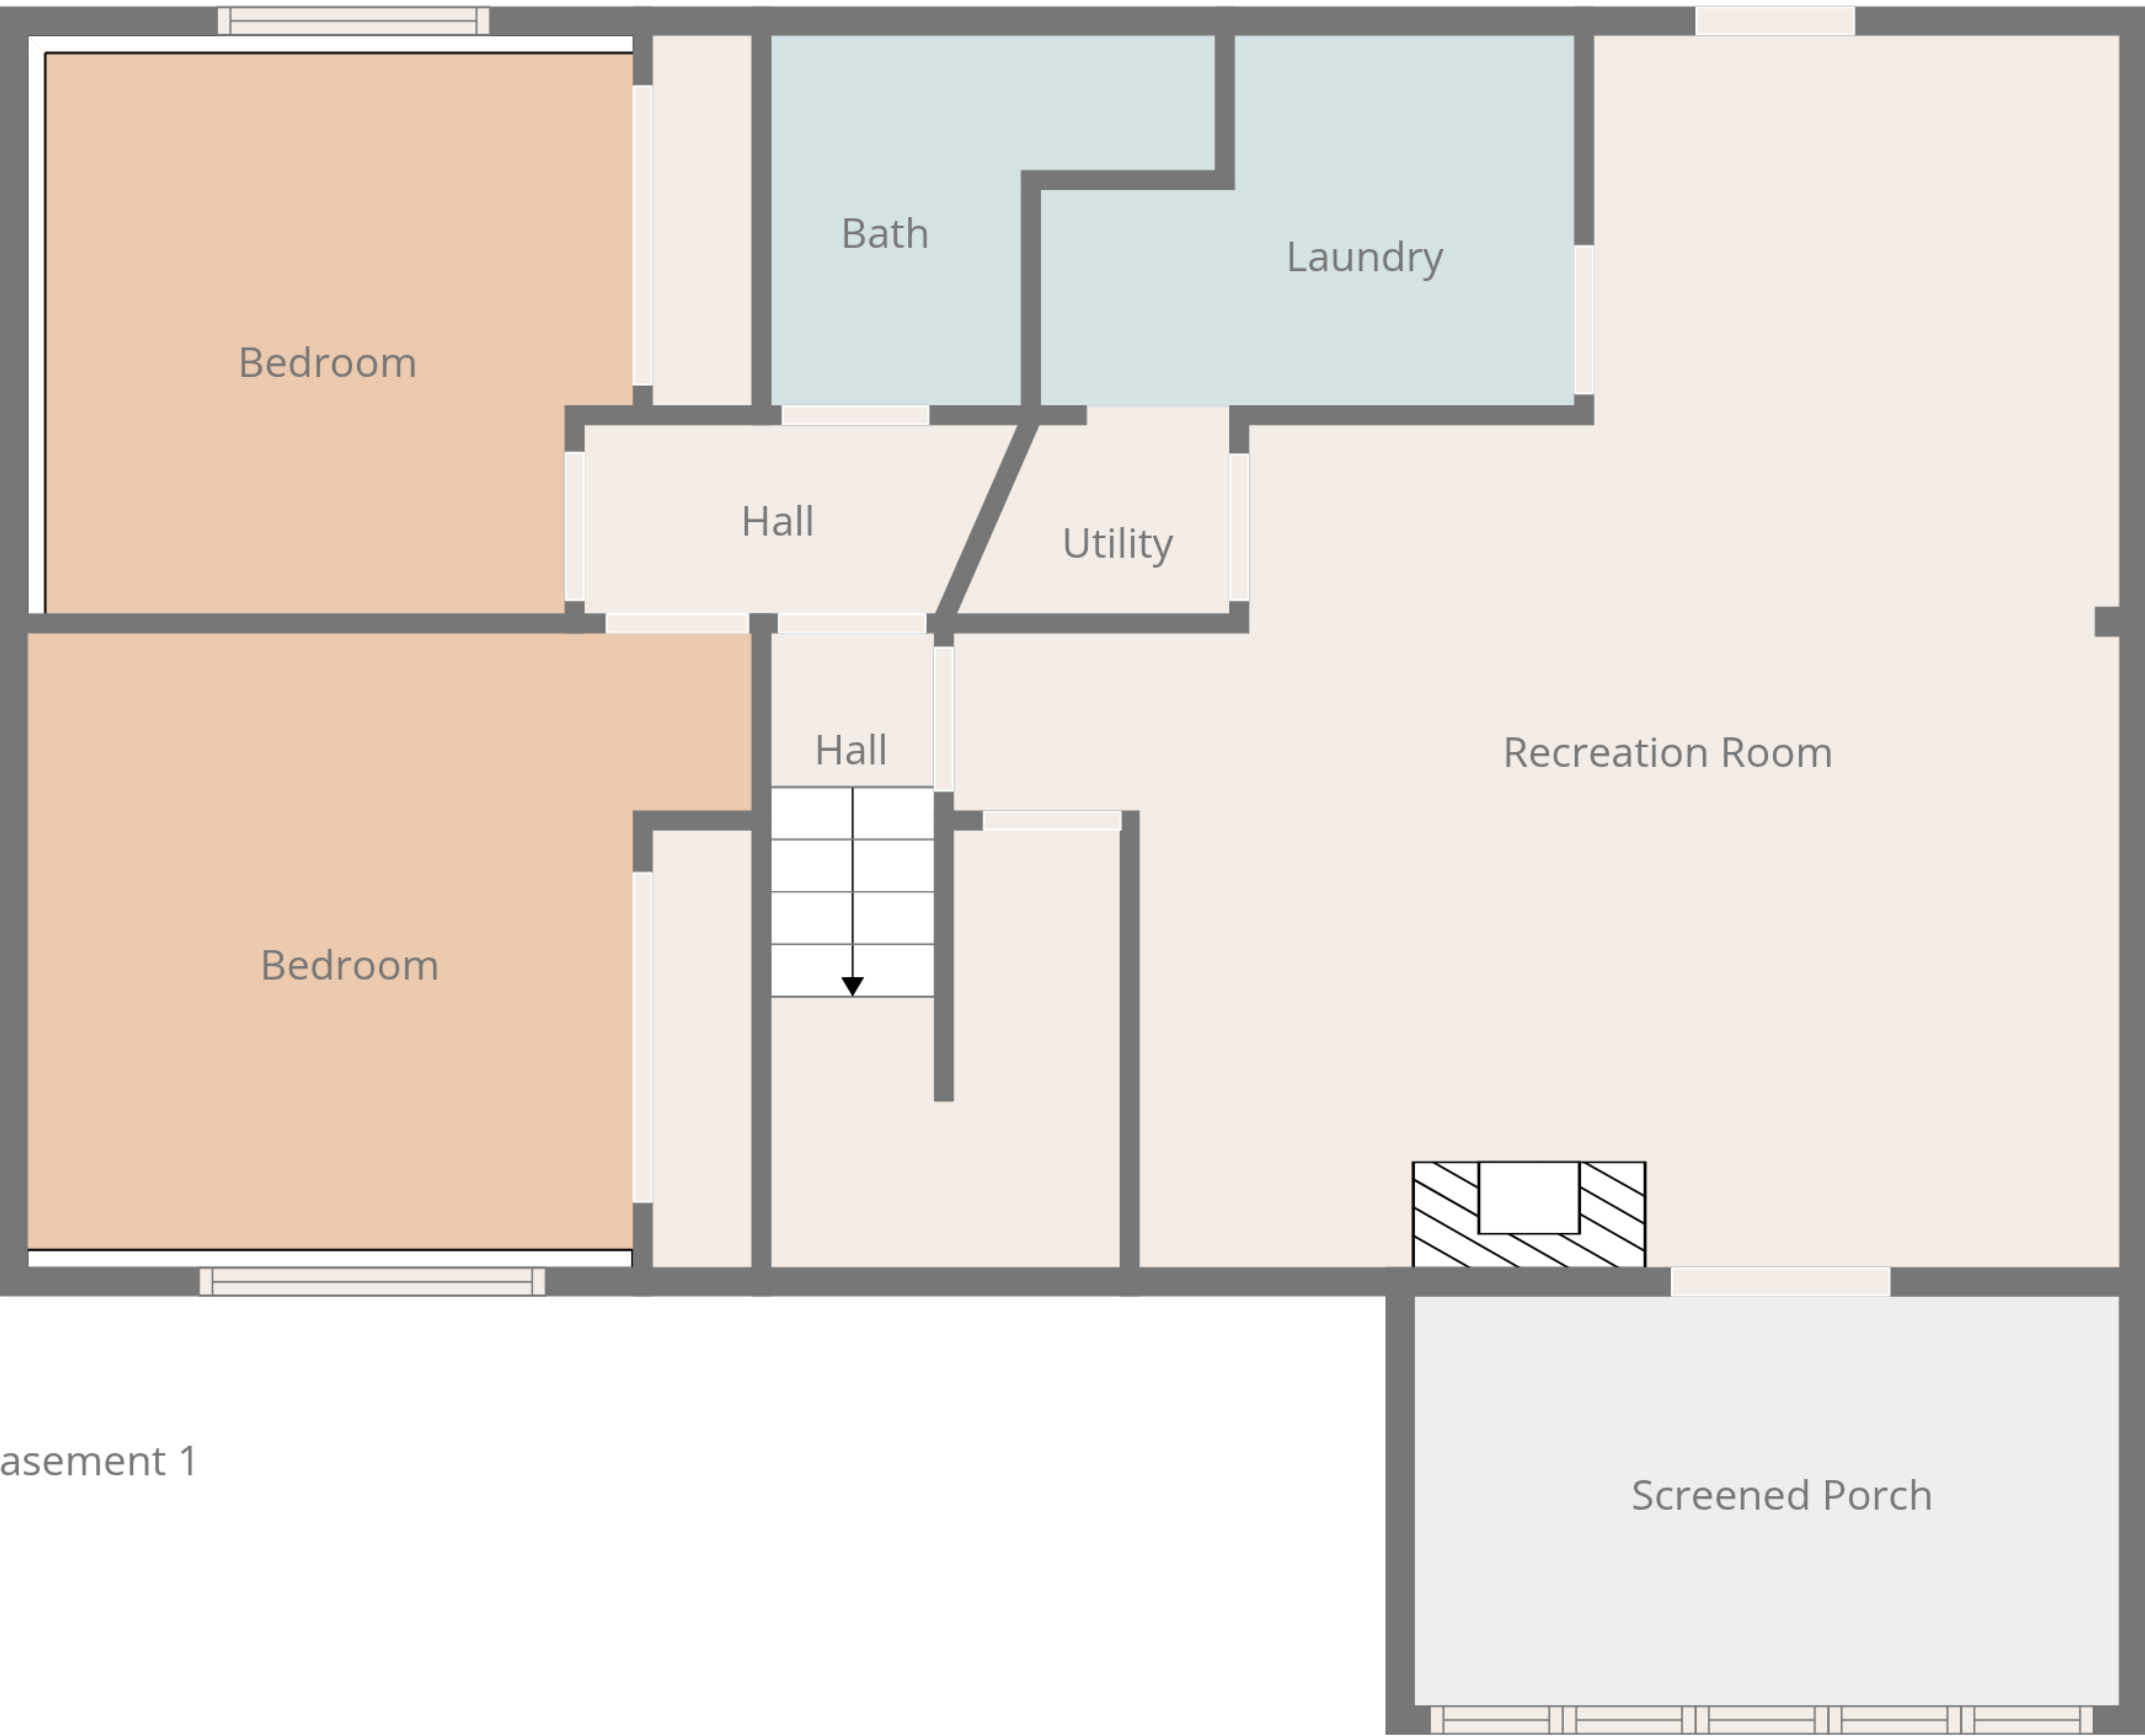 Bath
Laundry
Bedroom
Hall
Utility
Hall
Recreation Room
Bedroom
asement 1
Screened Porch